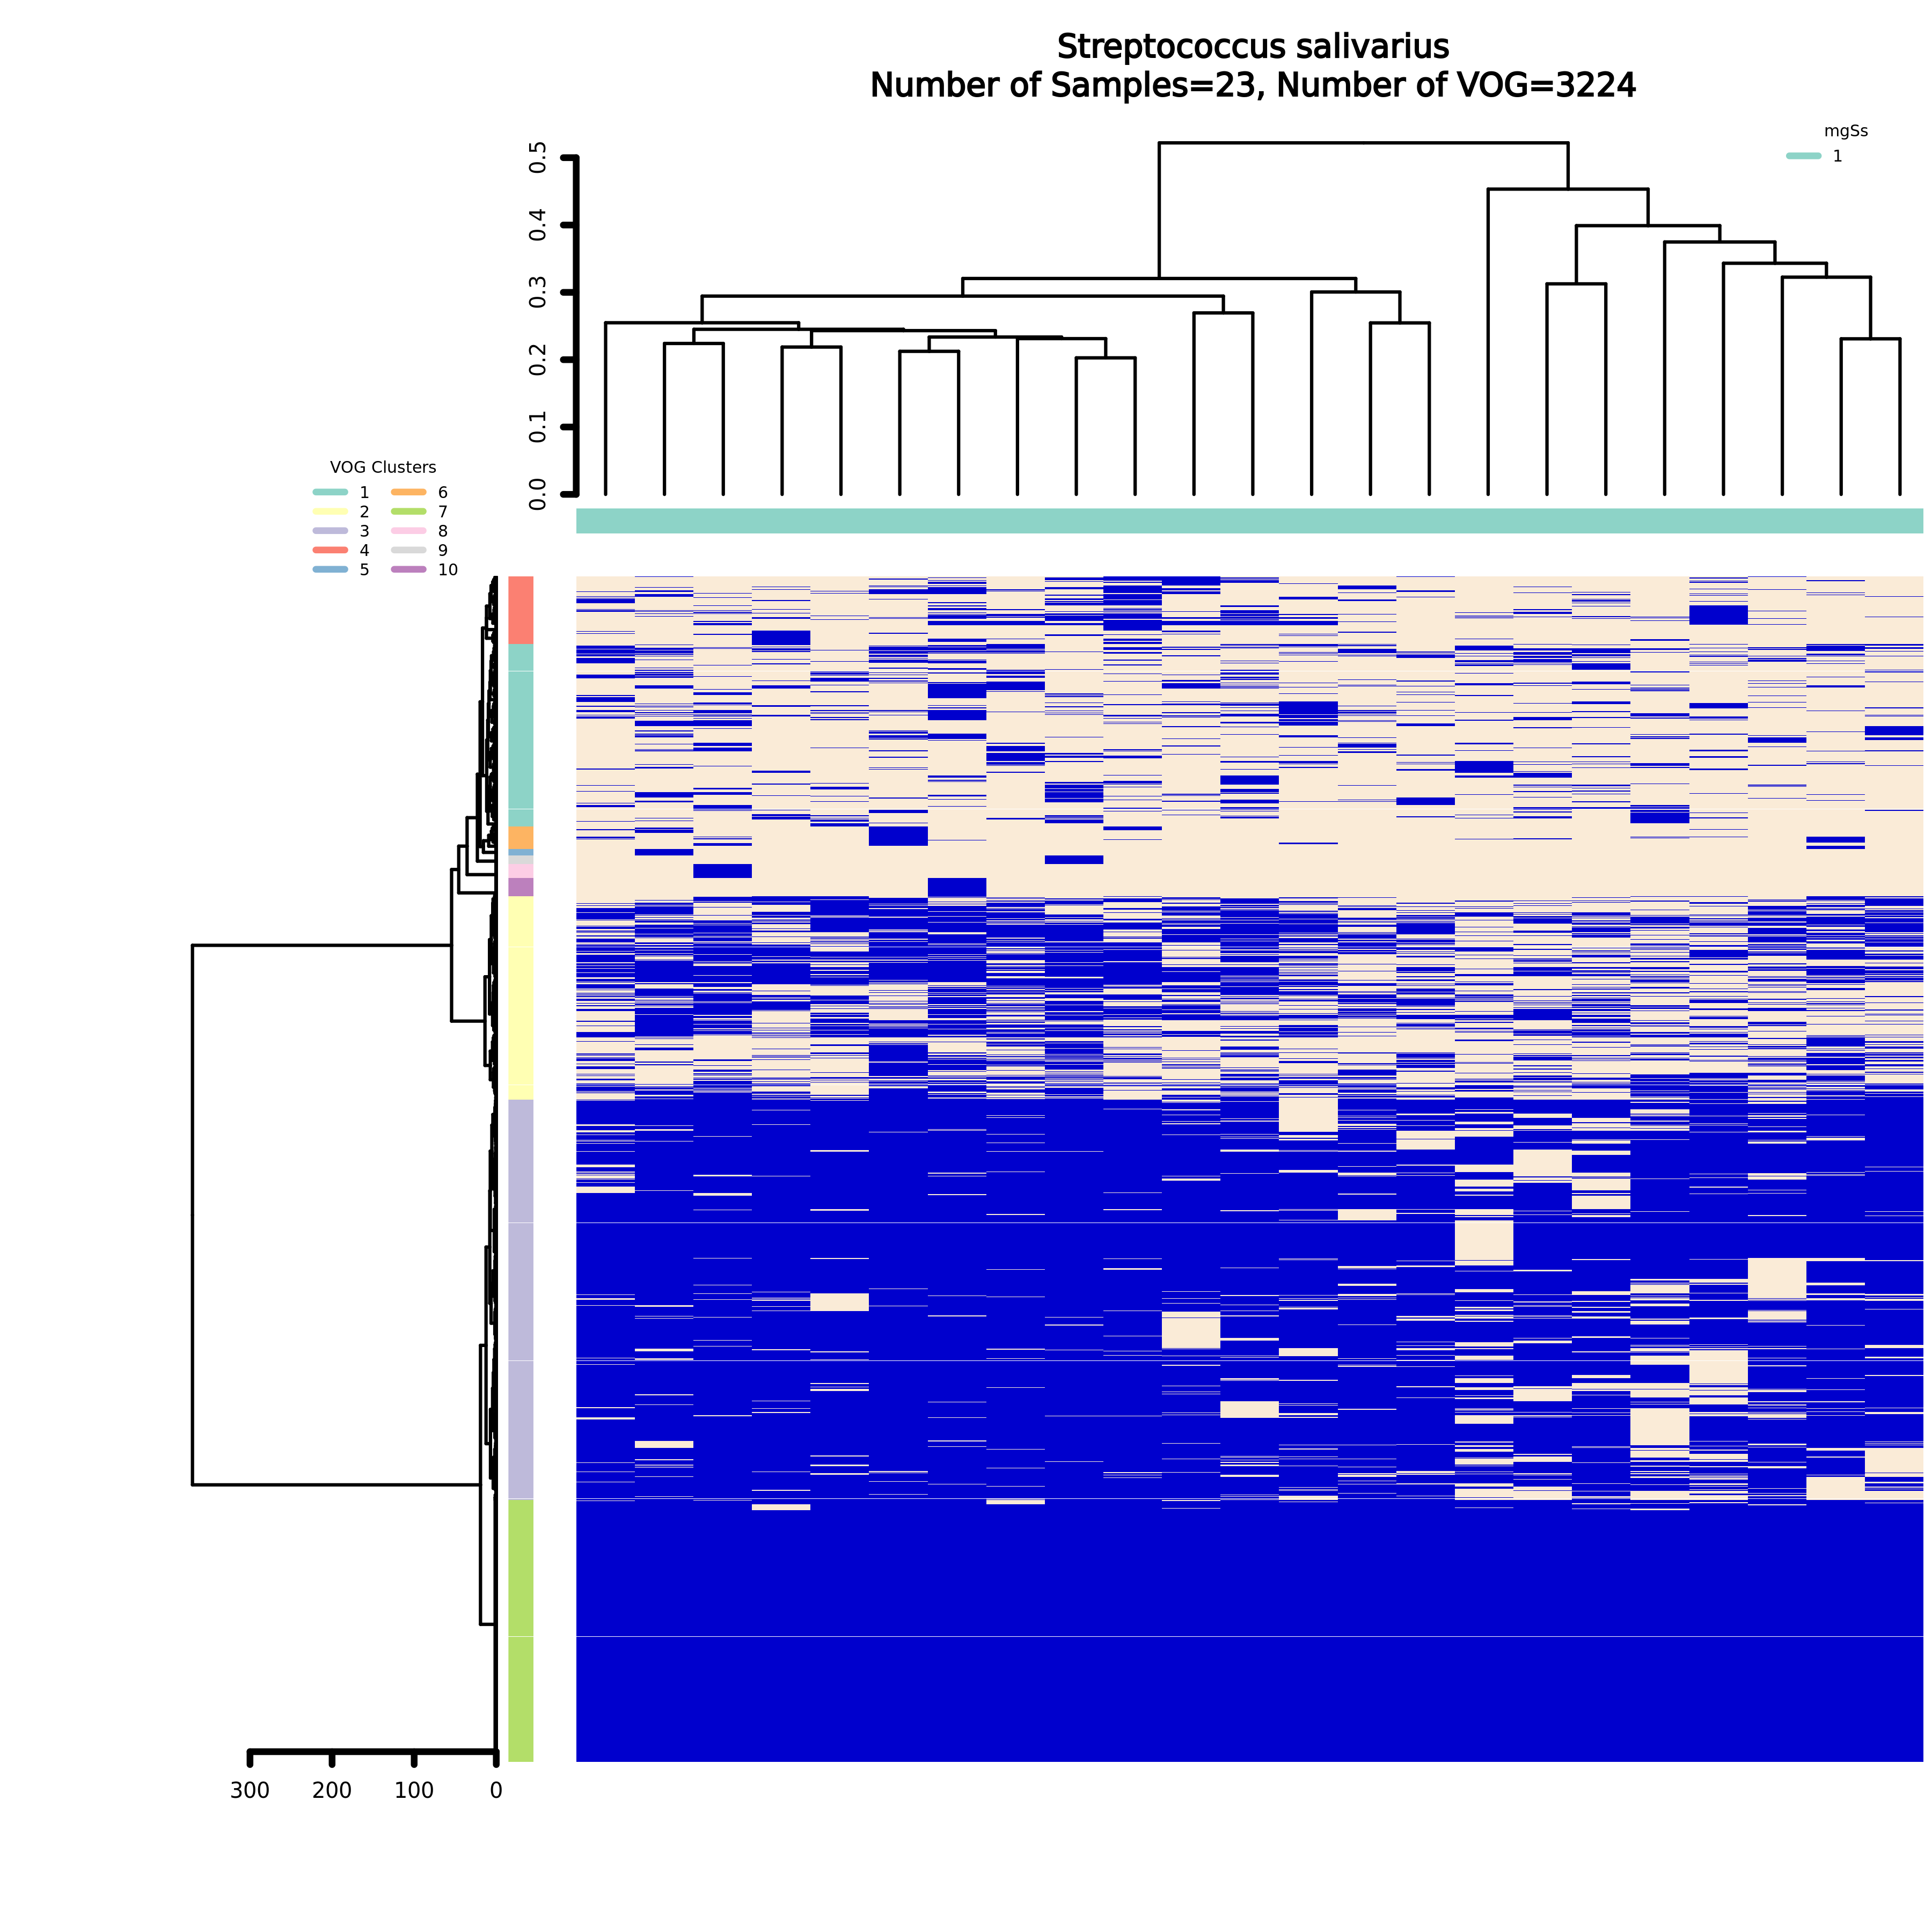 Streptococcus salivarius
Number of Samples=23, Number of VOG=3224
mgSs
1
0.5
0.4
0.3
0.2
0.1
0.0
VOG Clusters
1 6
2 7
3 8
4 9
5 10
300 200 100 0